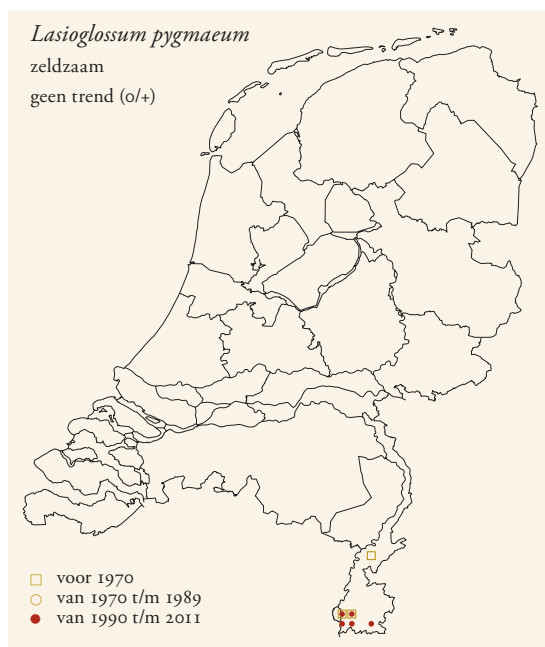 Lasioglossum pygmaeum
zeldzaam
geen trend (0/+)
voor 1970
van 1970 t/m 1989
van 1990 t/m 2011